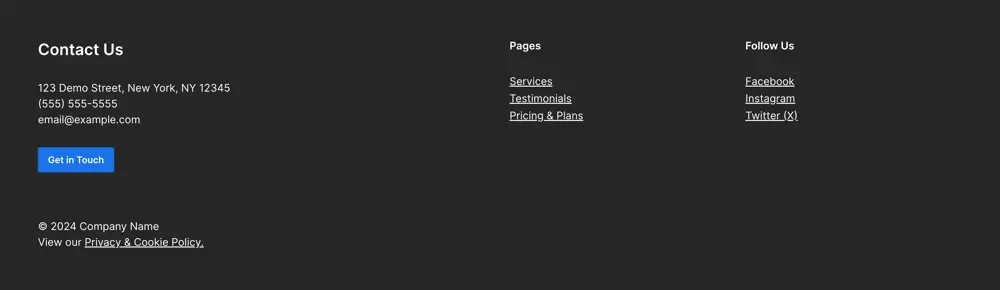 Contact Us
123 Demo Street, New York, NY 12345
(555) 555-5555
email@example.com
Get in Touch
Pages
Services
Testimonials
Pricing & Plans
Follow Us
Facebook
Instagram
Twitter (X)
© 2024 Company Name
View our Privacy & Cookie Policy.